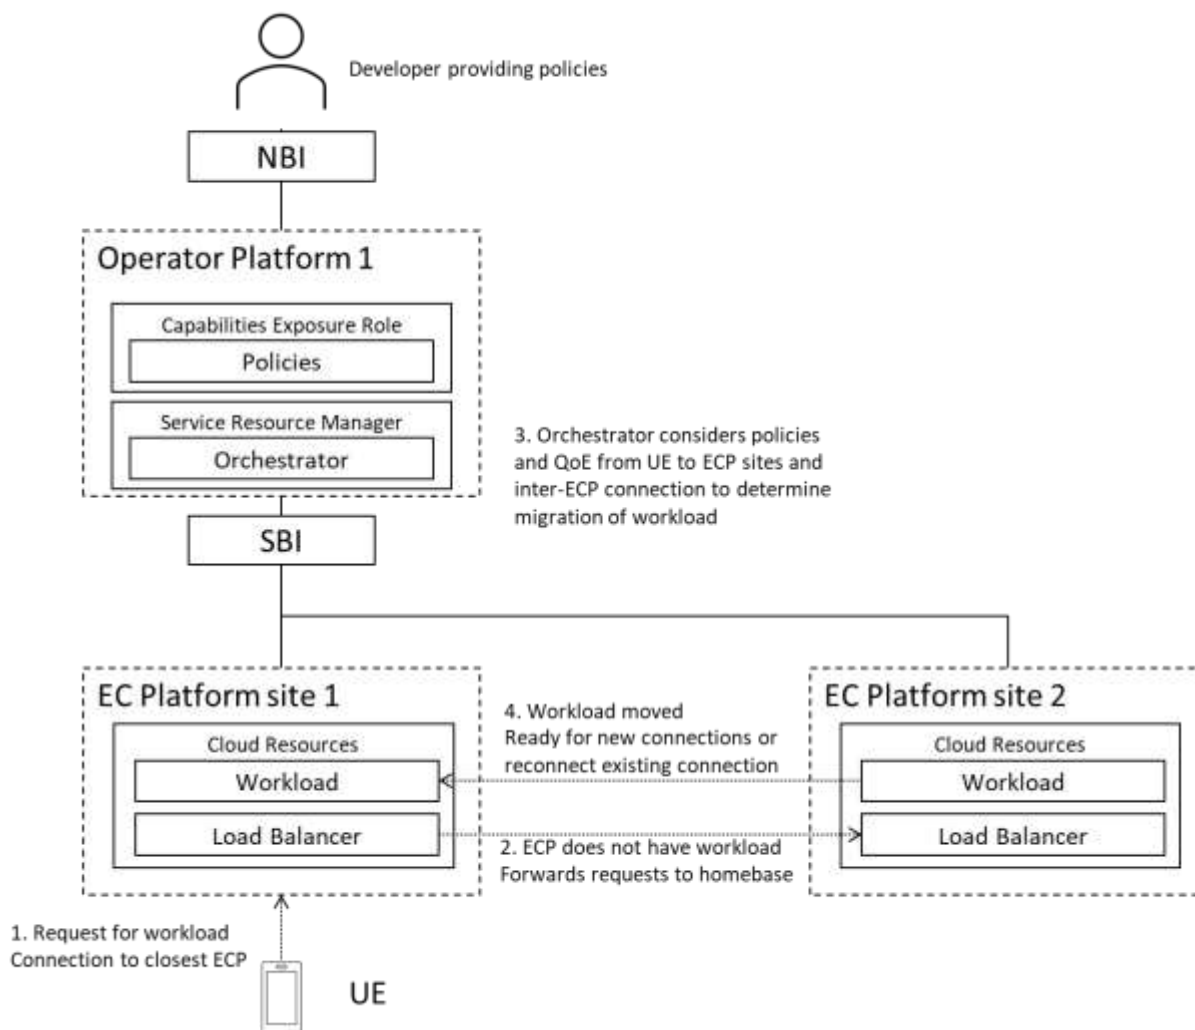 Developer providing policies
NBI
Operator Platform 1
Capabilities Exposure Role
Policies
Service Resource Manager
Orchestrator
3. Orchestrator considers policies
and QoE from UE to ECP sites and
inter-ECP connection to determine
migration of workload
SBI
EC Platform site 1
Cloud Resources
Workload
Load Balancer
4. Workload moved
Ready for new connections or
reconnect existing connection
2. ECP does not have workload
Forwards requests to homebase
EC Platform site 2
Cloud Resources
Workload
Load Balancer
1. Request for workload
Connection to closest ECP
UE